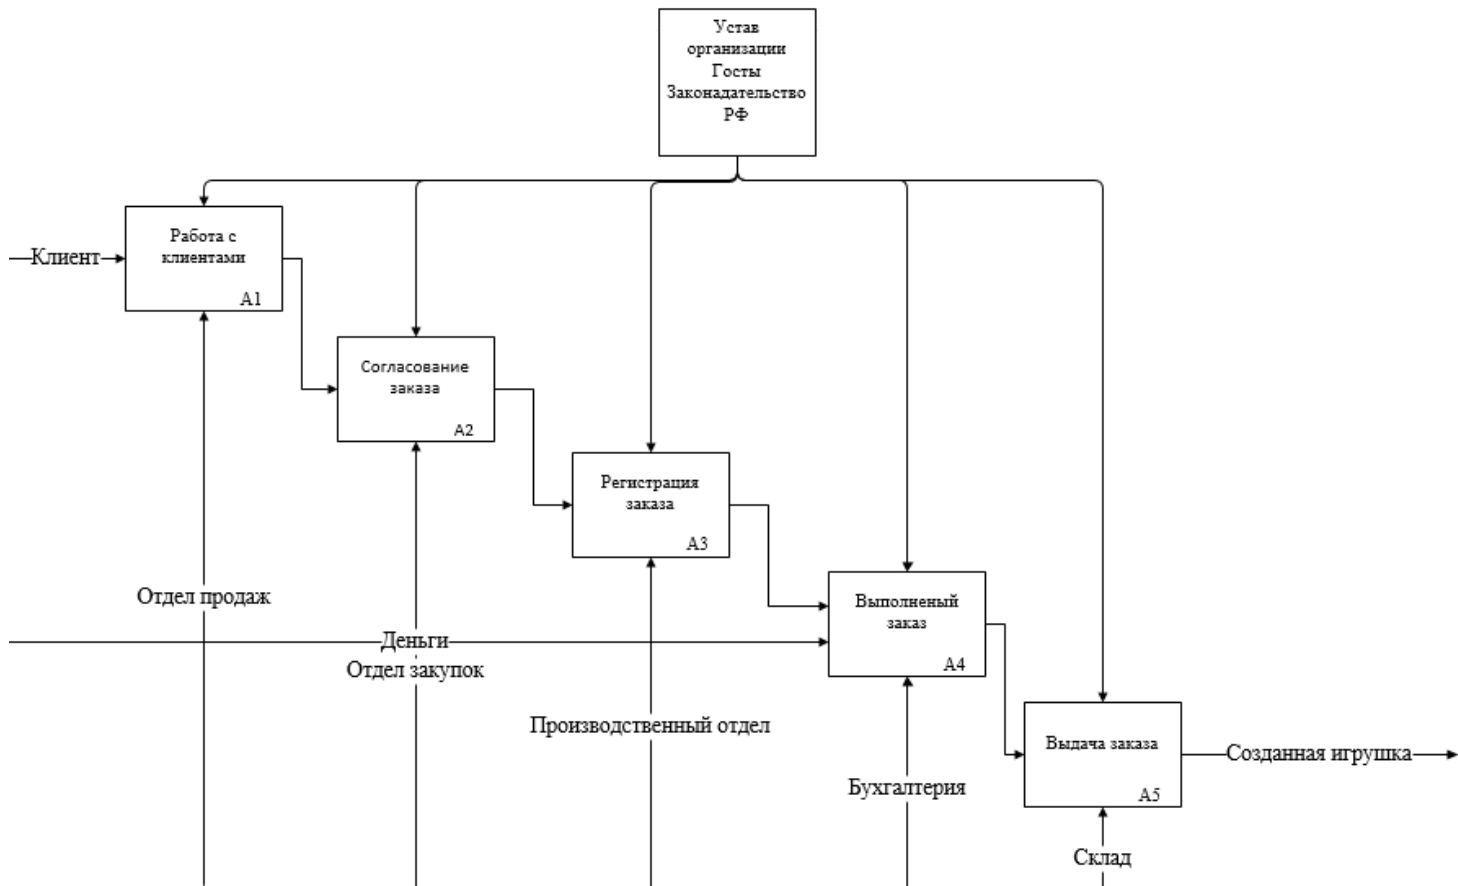 Устав
организации
Госты
Законадательство
РФ
Работа с
клиентами
А1
Клиент
Согласование
заказа
А2
Регистрация
заказа
А3
Отдел продаж
Выполненый
заказ
А4
Деньги
Отдел закупок
Производственный отдел
Выдача заказа
А5
Созданная игрушка
Бухгалтерия
Склад